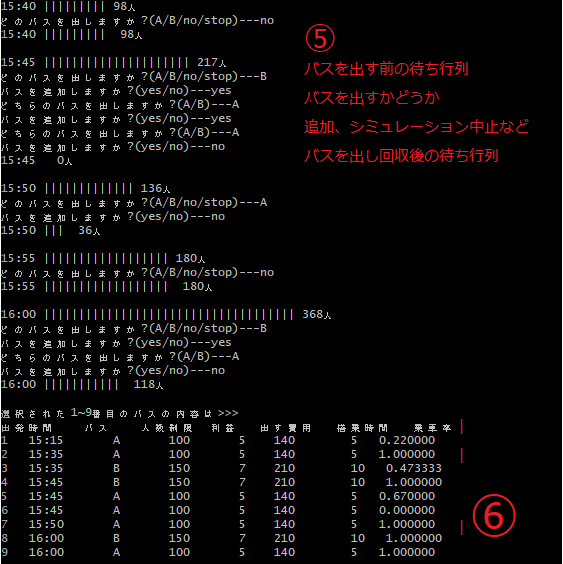 15:40 ||||||||| 98人
どのバスを出しますか?(A/B/no/stop)---no
15:40 ||||||||| 98人
15:45 ||||||||||||||||||||| 217人
どのバスを出しますか?(A/B/no/stop)---B
バスを追加しますか?(yes/no)---yes
どちらのバスを出しますか?(A/B)---A
バスを追加しますか?(yes/no)---yes
どちらのバスを出しますか?(A/B)---A
バスを追加しますか?(yes/no)---no
15:45 0人
15:50 ||||||||||||| 136人
どのバスを出しますか?(A/B/no/stop)---A
バスを追加しますか?(yes/no)---no
15:50 ||| 36人
15:55 |||||||||||||||||| 180人
どのバスを出しますか?(A/B/no/stop)---no
15:55 |||||||||||||||||| 180人
16:00 |||||||||||||||||||||||||||||||||||| 368人
どのバスを出しますか?(A/B/no/stop)---B
バスを追加しますか?(yes/no)---yes
どちらのバスを出しますか?(A/B)---A
バスを追加しますか?(yes/no)---no
16:00 ||||||||||| 118人
⑤
バスを出す前の待ち行列
バスを出すかどうか
追加、シミュレーション中止など
バスを出し回収後の待ち行列
選択された 1~9番目のバスの内容は >>>
出発時間 バス 人数制限 利益 出す費用 搭乗時間 乗車率
1 15:15 A 100 5 140 5 0.220000
2 15:35 A 100 5 140 5 1.000000
3 15:35 B 150 7 210 10 0.473333
4 15:45 B 150 7 210 10 1.000000
5 15:45 A 100 5 140 5 0.670000
6 15:45 A 100 5 140 5 0.000000
7 15:50 A 100 5 140 5 1.000000
8 16:00 B 150 7 210 10 1.000000
9 16:00 A 100 5 140 5 1.000000
⑥